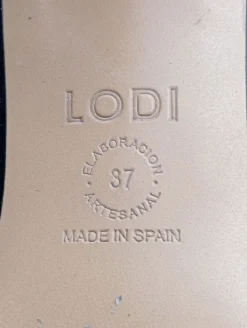 LODI
ELABORACION
37
ARTESANAL
MADE IN SPAIN